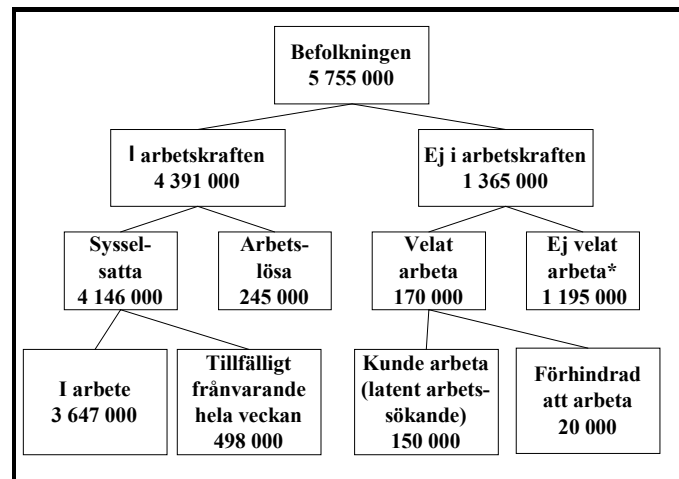 Befolkningen
5 755 000
I arbetskraften
4 391 000
Ej i arbetskraften
1 365 000
Syssel-
satta
4 146 000
Arbets-
lösa
245 000
Velat
arbeta
170 000
Ej velat
arbeta*
1 195 000
I arbete
3 647 000
Tillfälligt
frånvarande
hela veckan
498 000
Kunde arbeta
(latent arbets-
sökande)
150 000
Förhindrad
att arbeta
20 000